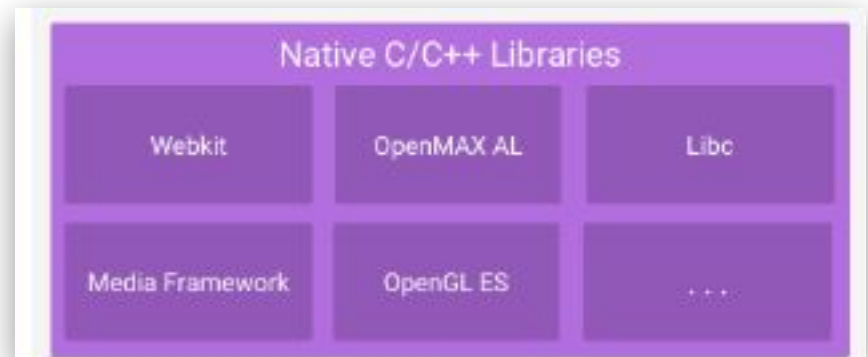 Native C/C++ Libraries
Webkit OpenMAX AL Libc
Media Framework OpenGL ES ...